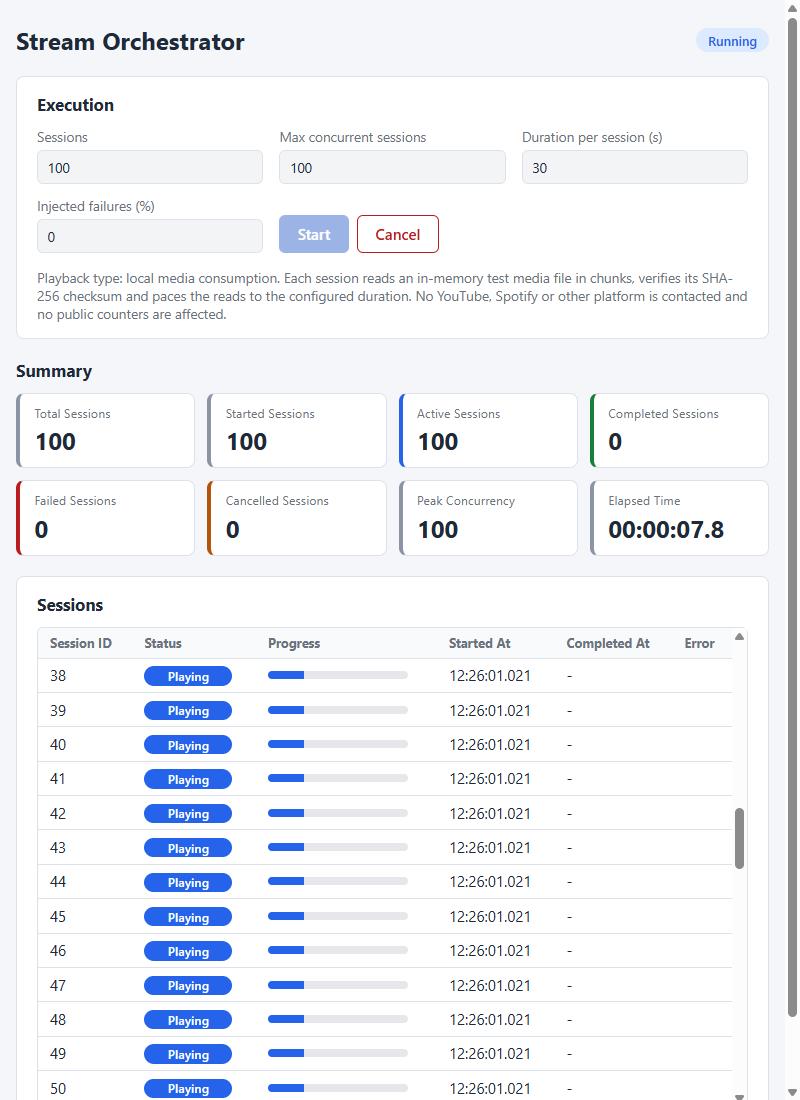 Stream Orchestrator
Running
Execution
Sessions
Max concurrent sessions
Duration per session (s)
100
100
30
Injected failures (%)
0
Start
Cancel
Playback type: local media consumption. Each session reads an in-memory test media file in chunks, verifies its SHA-
256 checksum and paces the reads to the configured duration. No YouTube, Spotify or other platform is contacted and
no public counters are affected.
Summary
Total Sessions
100
Started Sessions
100
Active Sessions
100
Completed Sessions
0
Failed Sessions
0
Cancelled Sessions
0
Peak Concurrency
100
Elapsed Time
00:00:07.8
Sessions
Session ID Status Progress Started At Completed At Error
38 Playing 12:26:01.021 -
39 Playing 12:26:01.021 -
40 Playing 12:26:01.021 -
41 Playing 12:26:01.021 -
42 Playing 12:26:01.021 -
43 Playing 12:26:01.021 -
44 Playing 12:26:01.021 -
45 Playing 12:26:01.021 -
46 Playing 12:26:01.021 -
47 Playing 12:26:01.021 -
48 Playing 12:26:01.021 -
49 Playing 12:26:01.021 -
50 Playing 12:26:01.021 -